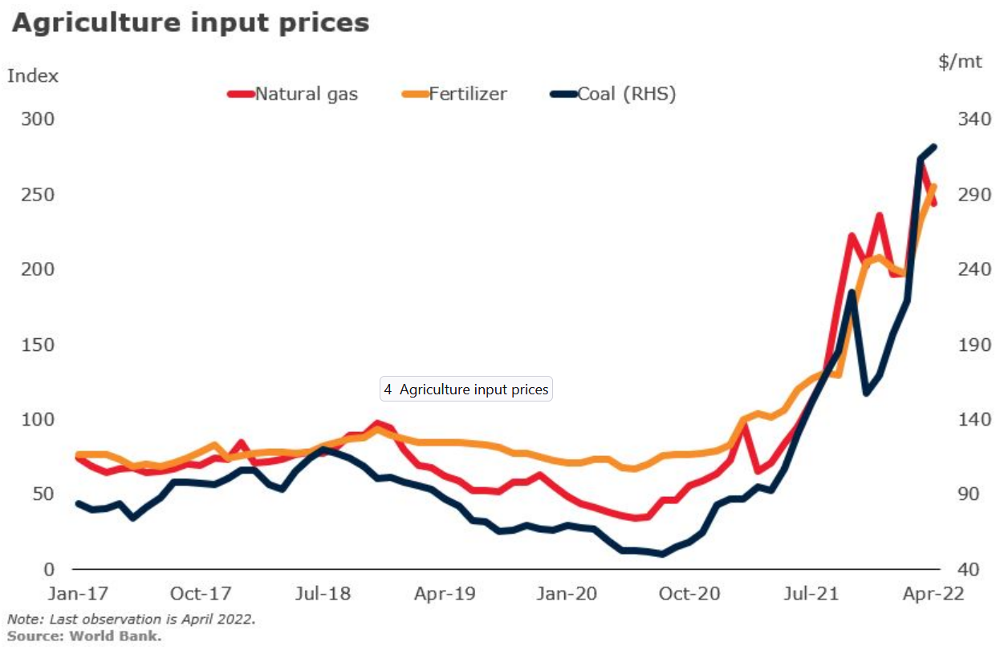 Agriculture input prices
$/mt
Index
Natural gas Fertilizer Coal (RHS)
300 340
250 290
200 240
150 190
4 Agriculture input prices
100 140
50 90
0 40
Jan-17 Oct-17 Jul-18 Apr-19 Jan-20 Oct-20 Jul-21 Apr-22
Note: Last observation is April 2022.
Source: World Bank.